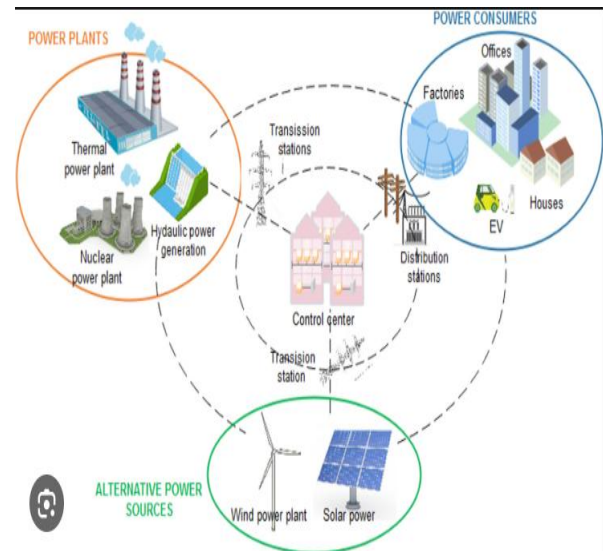 POWER CONSUMERS
POWER PLANTS
Offices
Factories
Transission
stations
Thermal
power plant
Houses
EV
Hydaulic power
generation
Nuclear
power plant
Distribution
stations
Control center
Transision
station
ALTERNATIVE POWER
SOURCES
Wind power plant
Solar power